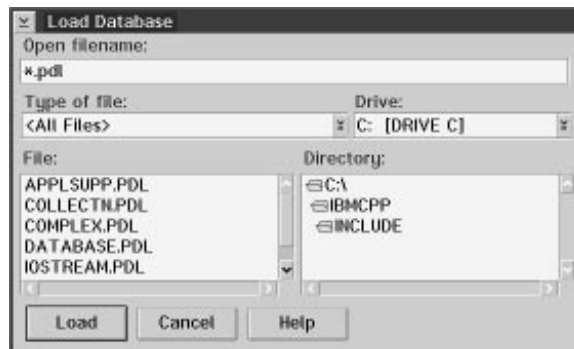 Load Database
Open filename:
*.pdl
Type of file:
Drive:
<All Files>
C: [DRIVE C]
File:
Directory:
APPLSUPP.PDL
COLLECTN.PDL
COMPLEX.PDL
DATABASE.PDL
IOSTREAM.PDL
C:\
IBMCPP
INCLUDE
Load
Cancel
Help